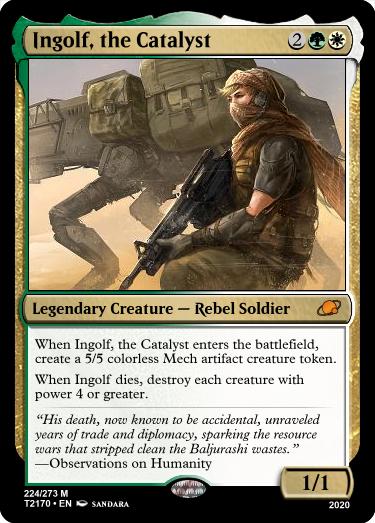 Ingolf, the Catalyst 2
Legendary Creature — Rebel Soldier
When Ingolf, the Catalyst enters the battlefield,
create a 5/5 colorless Mech artifact creature token.
When Ingolf dies, destroy each creature with
power 4 or greater.
“His death, now known to be accidental, unraveled
years of trade and diplomacy, sparking the resource
wars that stripped clean the Baljurashi wastes.”
—Observations on Humanity
1/1
224/273 M
T2170 • EN SANDARA
2020